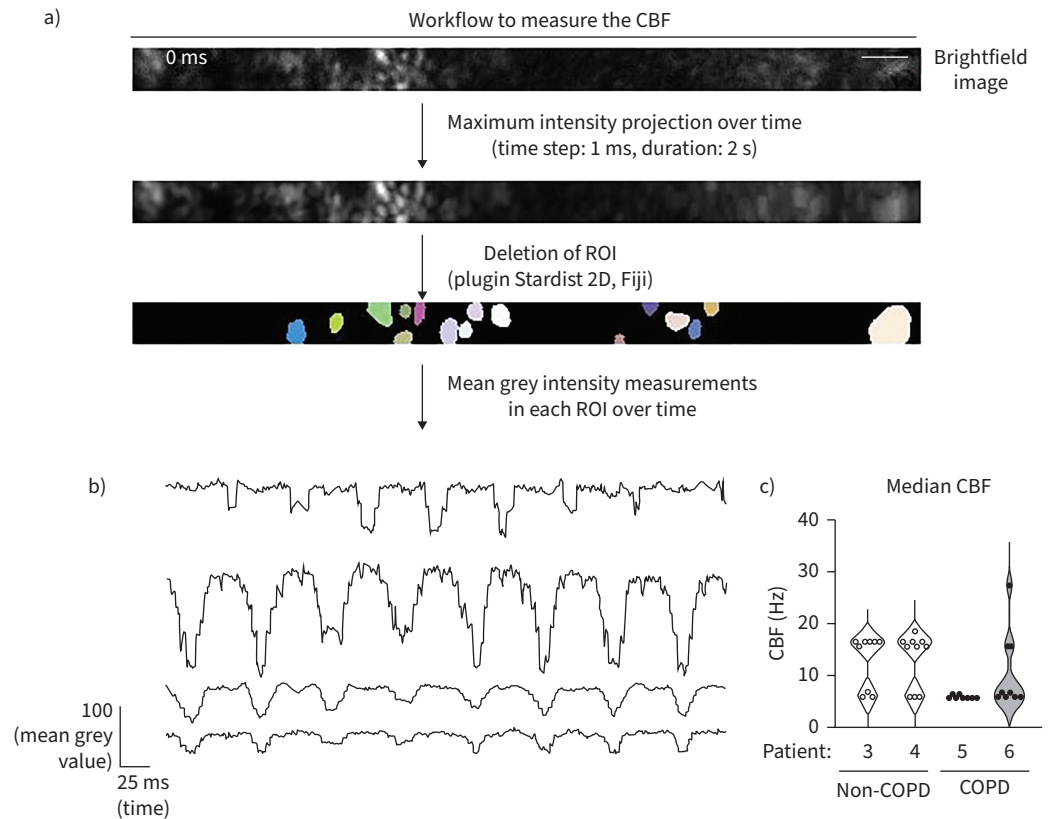 a)
Workflow to measure the CBF
0 ms
Brightfield
image
Maximum intensity projection over time
(time step: 1 ms, duration: 2 s)
Deletion of ROI
(plugin Stardist 2D, Fiji)
Mean grey intensity measurements
in each ROI over time
b)
100
(mean grey
value)
25 ms
(time)
c)
Median CBF
CBF (Hz)
40
30
20
10
0
Patient: 3 4 5 6
Non-COPD COPD